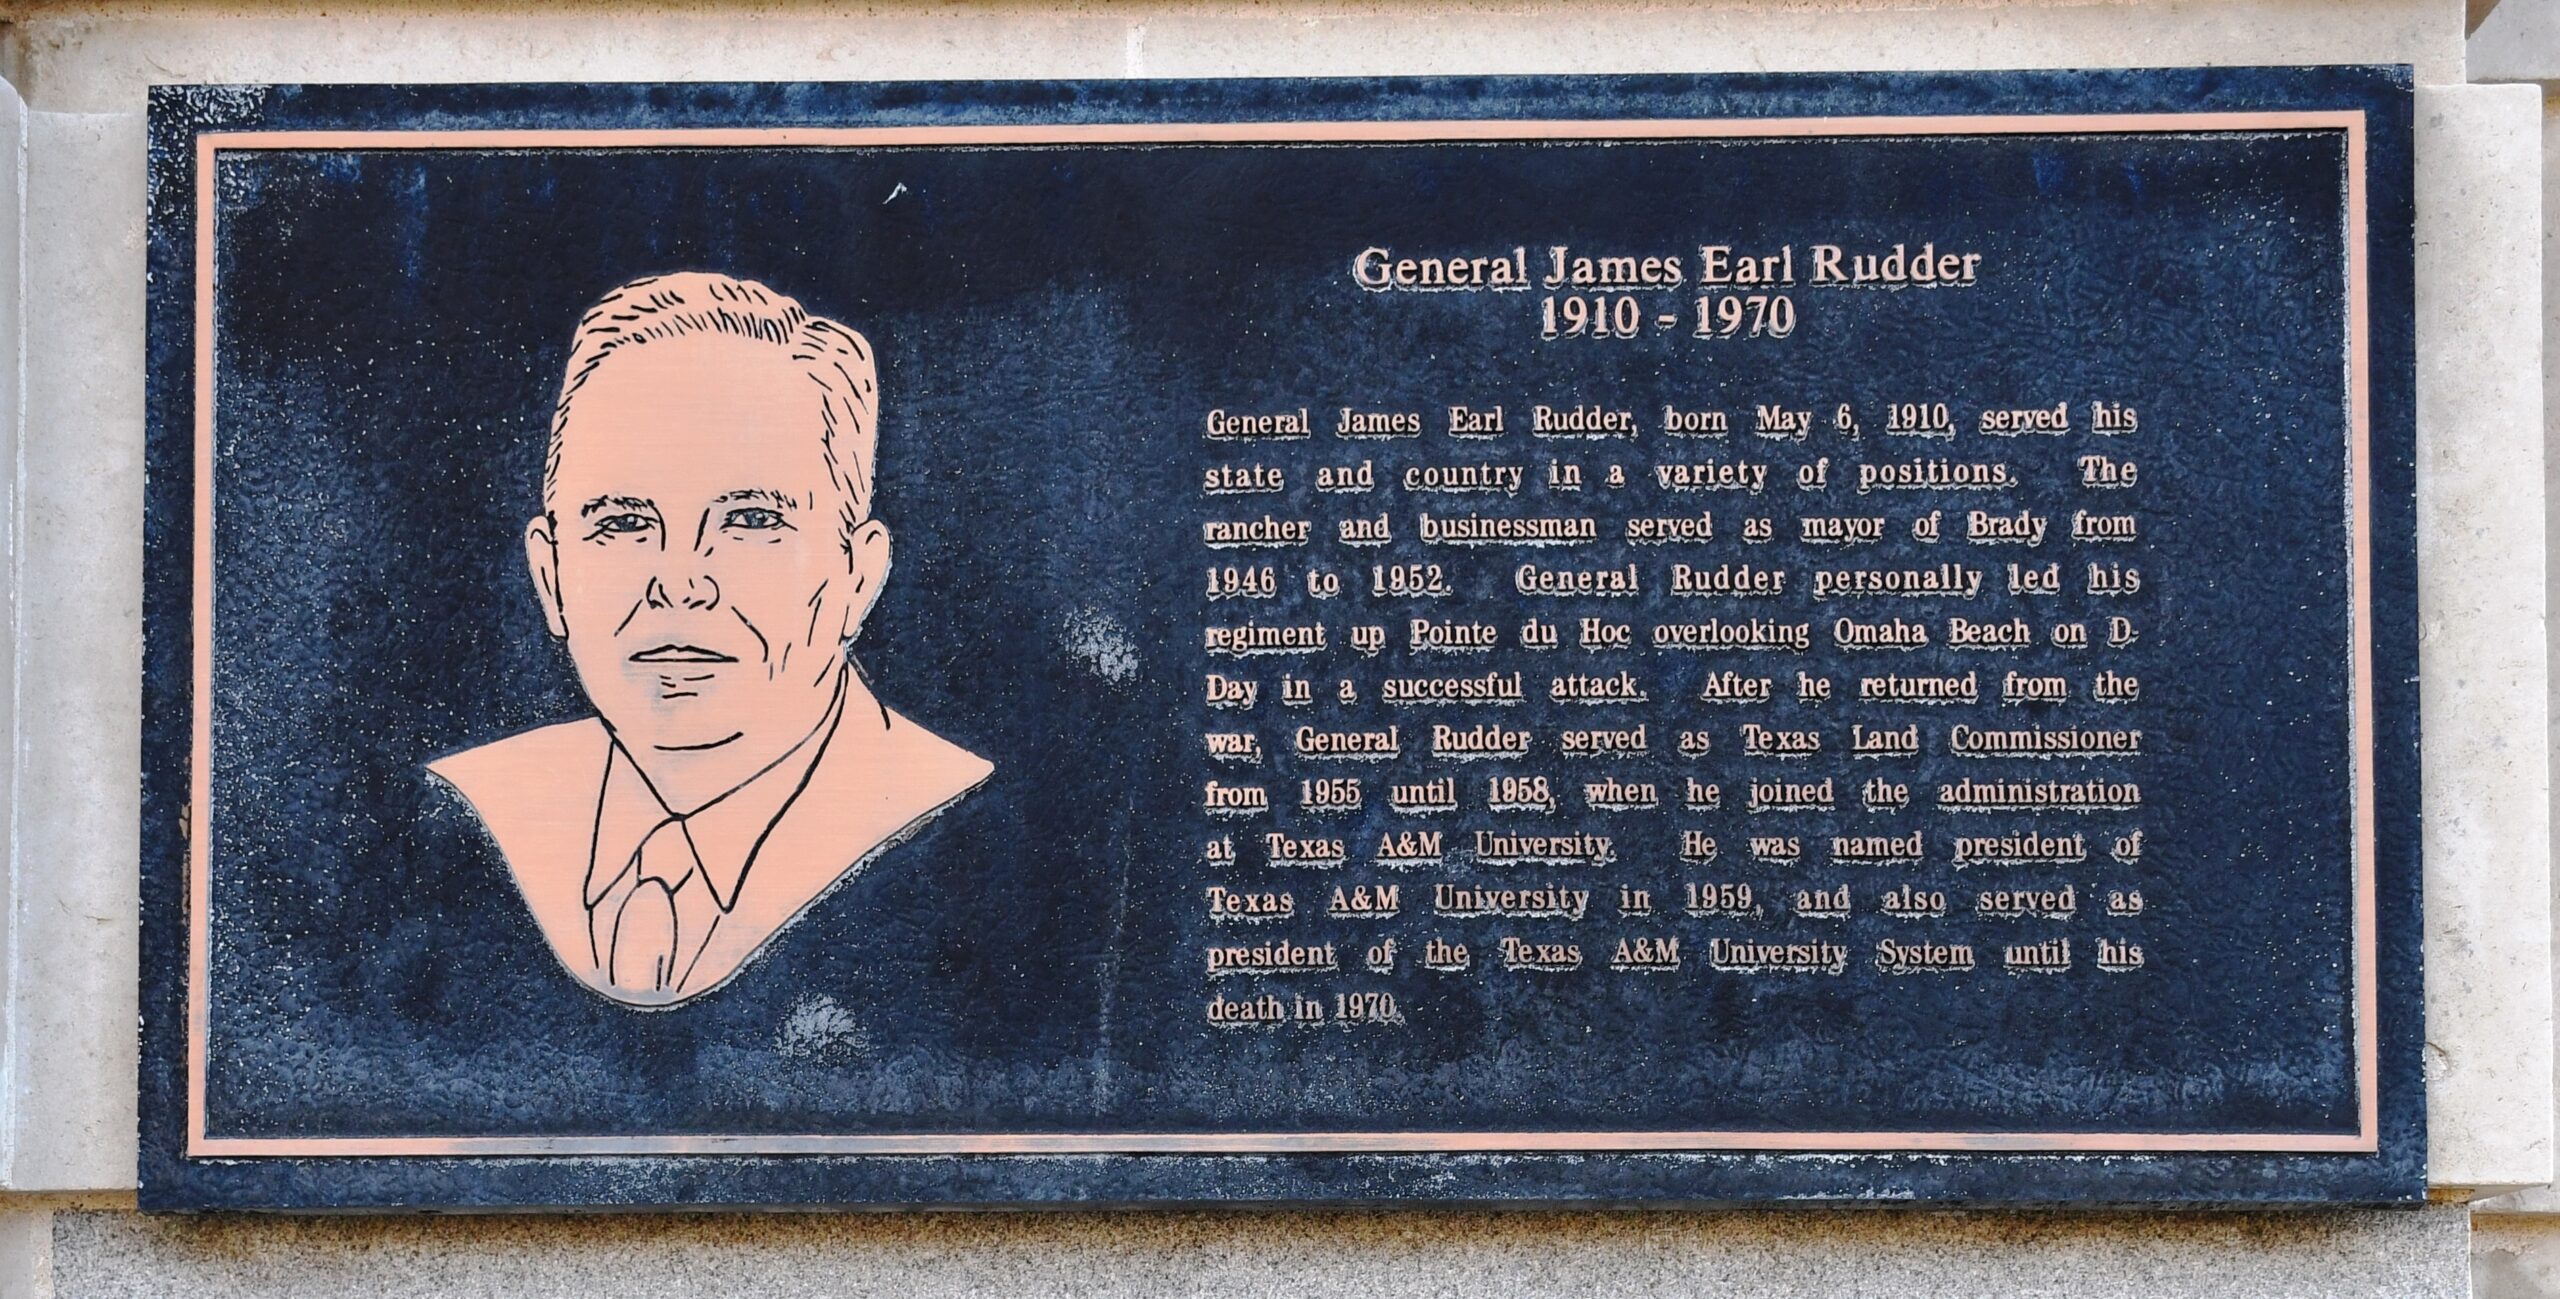 General James Earl Rudder
1910 - 1970
General James Earl Rudder, born May 6, 1910, served his
state and country in a variety of positions. The
rancher and businessman served as mayor of Brady from
1946 to 1952. General Rudder personally led his
regiment up Pointe du Hoc overlooking Omaha Beach on D-
Day in a successful attack. After he returned from the
war, General Rudder served as Texas Land Commissioner
from 1955 until 1958, when he joined the administration
at Texas A&M University. He was named president of
Texas A&M University in 1959, and also served as
president of the Texas A&M University System until his
death in 1970.